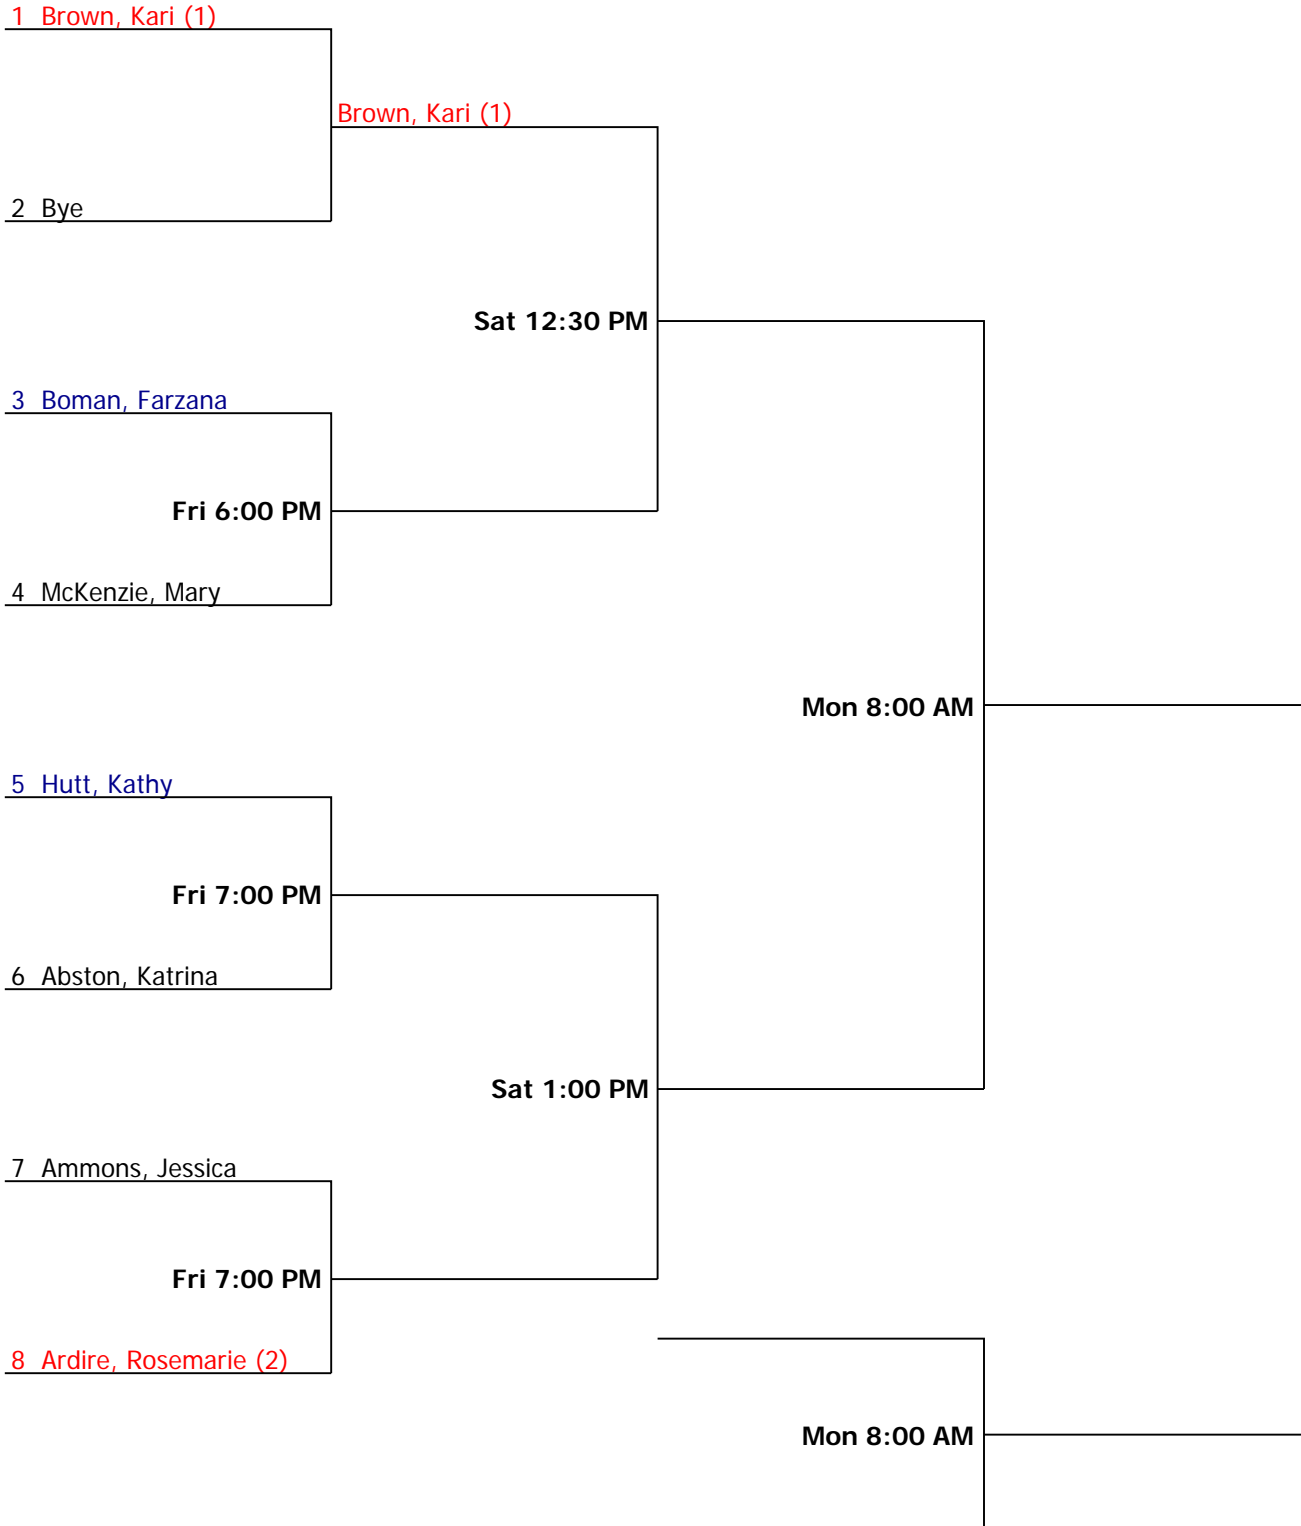 1 Brown, Kari (1)
Brown, Kari (1)
2 Bye
Sat 12:30 PM
3 Boman, Farzana
Fri 6:00 PM
4 McKenzie, Mary
Mon 8:00 AM
5 Hutt, Kathy
Fri 7:00 PM
6 Abston, Katrina
Sat 1:00 PM
7 Ammons, Jessica
Fri 7:00 PM
8 Ardire, Rosemarie (2)
Mon 8:00 AM